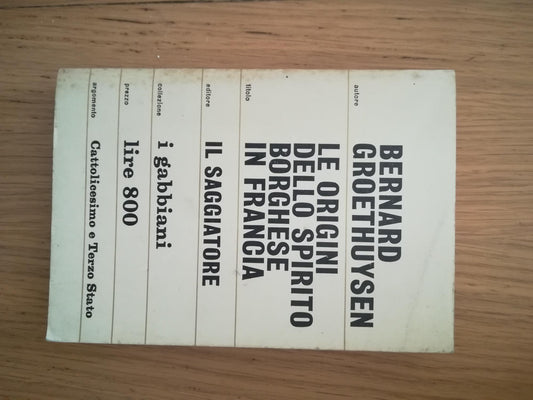 autore
BERNARD
GROETHUYSEN
titolo
LE ORIGINI
DELLO SPIRITO
BORGHESE
IN FRANCIA
editore
IL SAGGIATORE
collezione
i gabbiani
prezzo
lire 800
argomento
Cattolicesimo e Terzo Stato